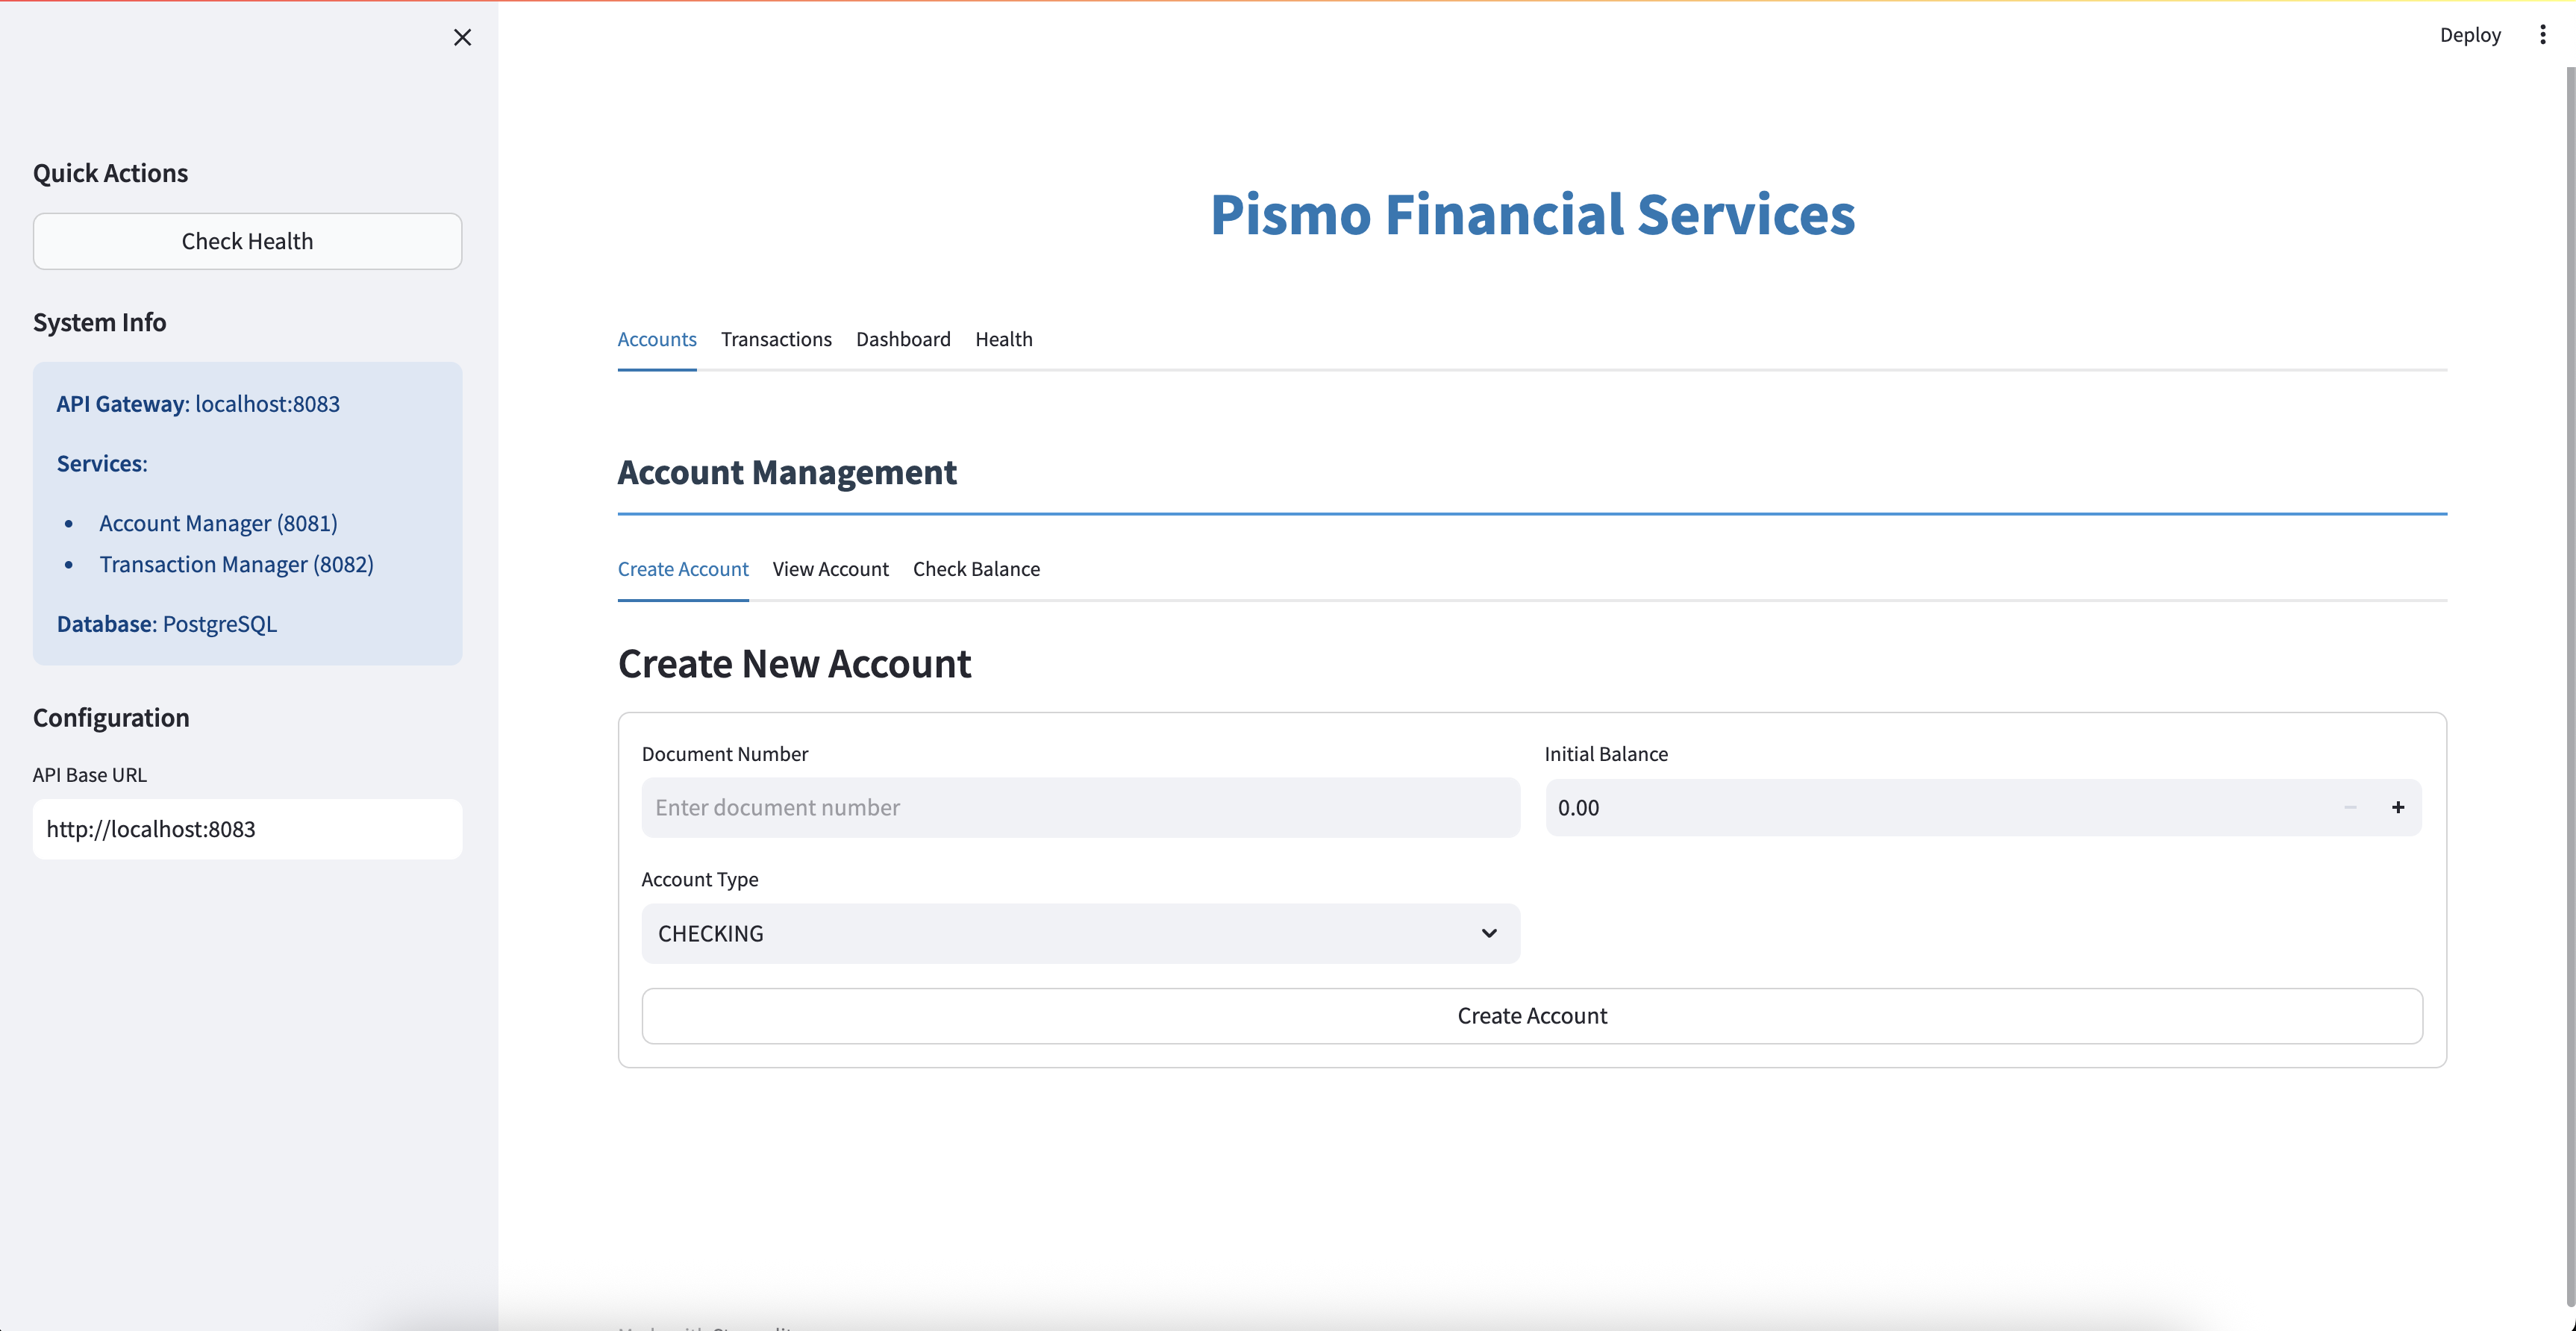 Deploy
Quick Actions
Check Health
System Info
API Gateway: localhost:8083
Services:
• Account Manager (8081)
• Transaction Manager (8082)
Database: PostgreSQL
Configuration
API Base URL
http://localhost:8083
Pismo Financial Services
Accounts Transactions Dashboard Health
Account Management
Create Account View Account Check Balance
Create New Account
Document Number
Enter document number
Initial Balance
0.00
Account Type
CHECKING
Create Account